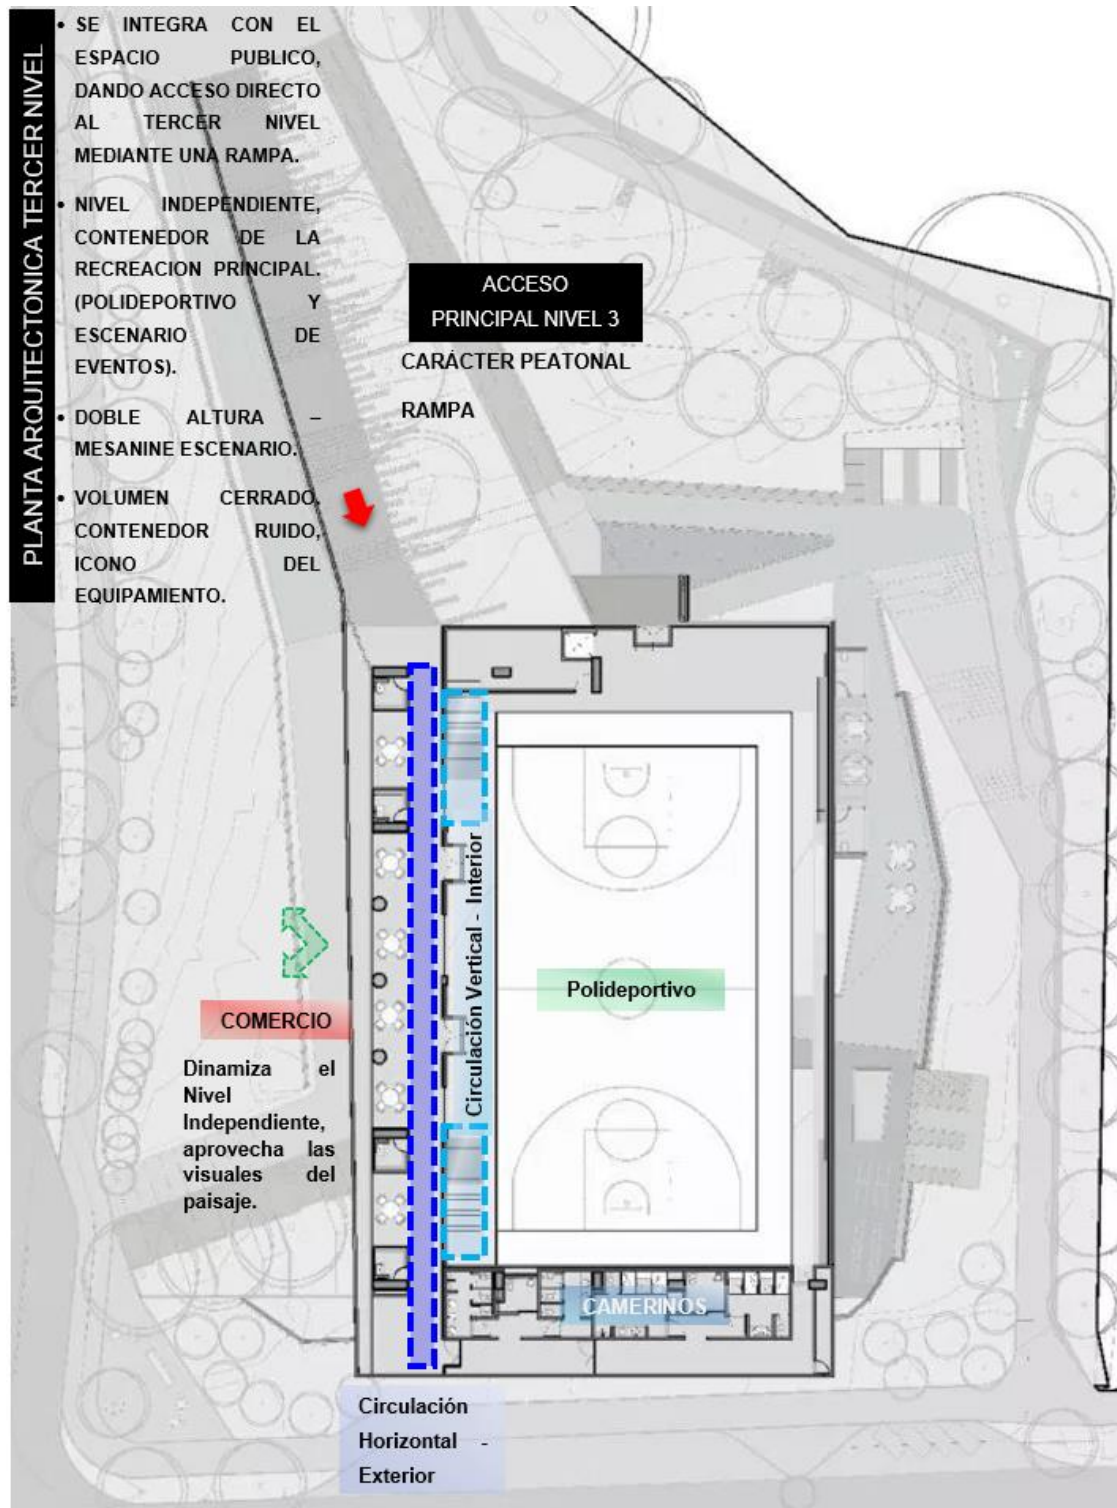 PLANTA ARQUITECTONICA TERCER NIVEL
• SE INTEGRA CON EL
ESPACIO PUBLICO,
DANDO ACCESO DIRECTO
AL TERCER NIVEL
MEDIANTE UNA RAMPA.
• NIVEL INDEPENDIENTE,
CONTENEDOR DE LA
RECREACION PRINCIPAL.
(POLIDEPORTIVO Y
ESCENARIO DE
EVENTOS).
• DOBLE ALTURA –
MESANINE ESCENARIO.
• VOLUMEN CERRADO,
CONTENEDOR RUIDO,
ICONO DEL
EQUIPAMIENTO.
ACCESO
PRINCIPAL NIVEL 3
CARÁCTER PEATONAL
RAMPA
Circulación Vertical - Interior
Polideportivo
COMERCIO
Dinamiza el
Nivel
Independiente,
aprovecha las
visuales del
paisaje.
CAMERINOS
Circulación
Horizontal -
Exterior